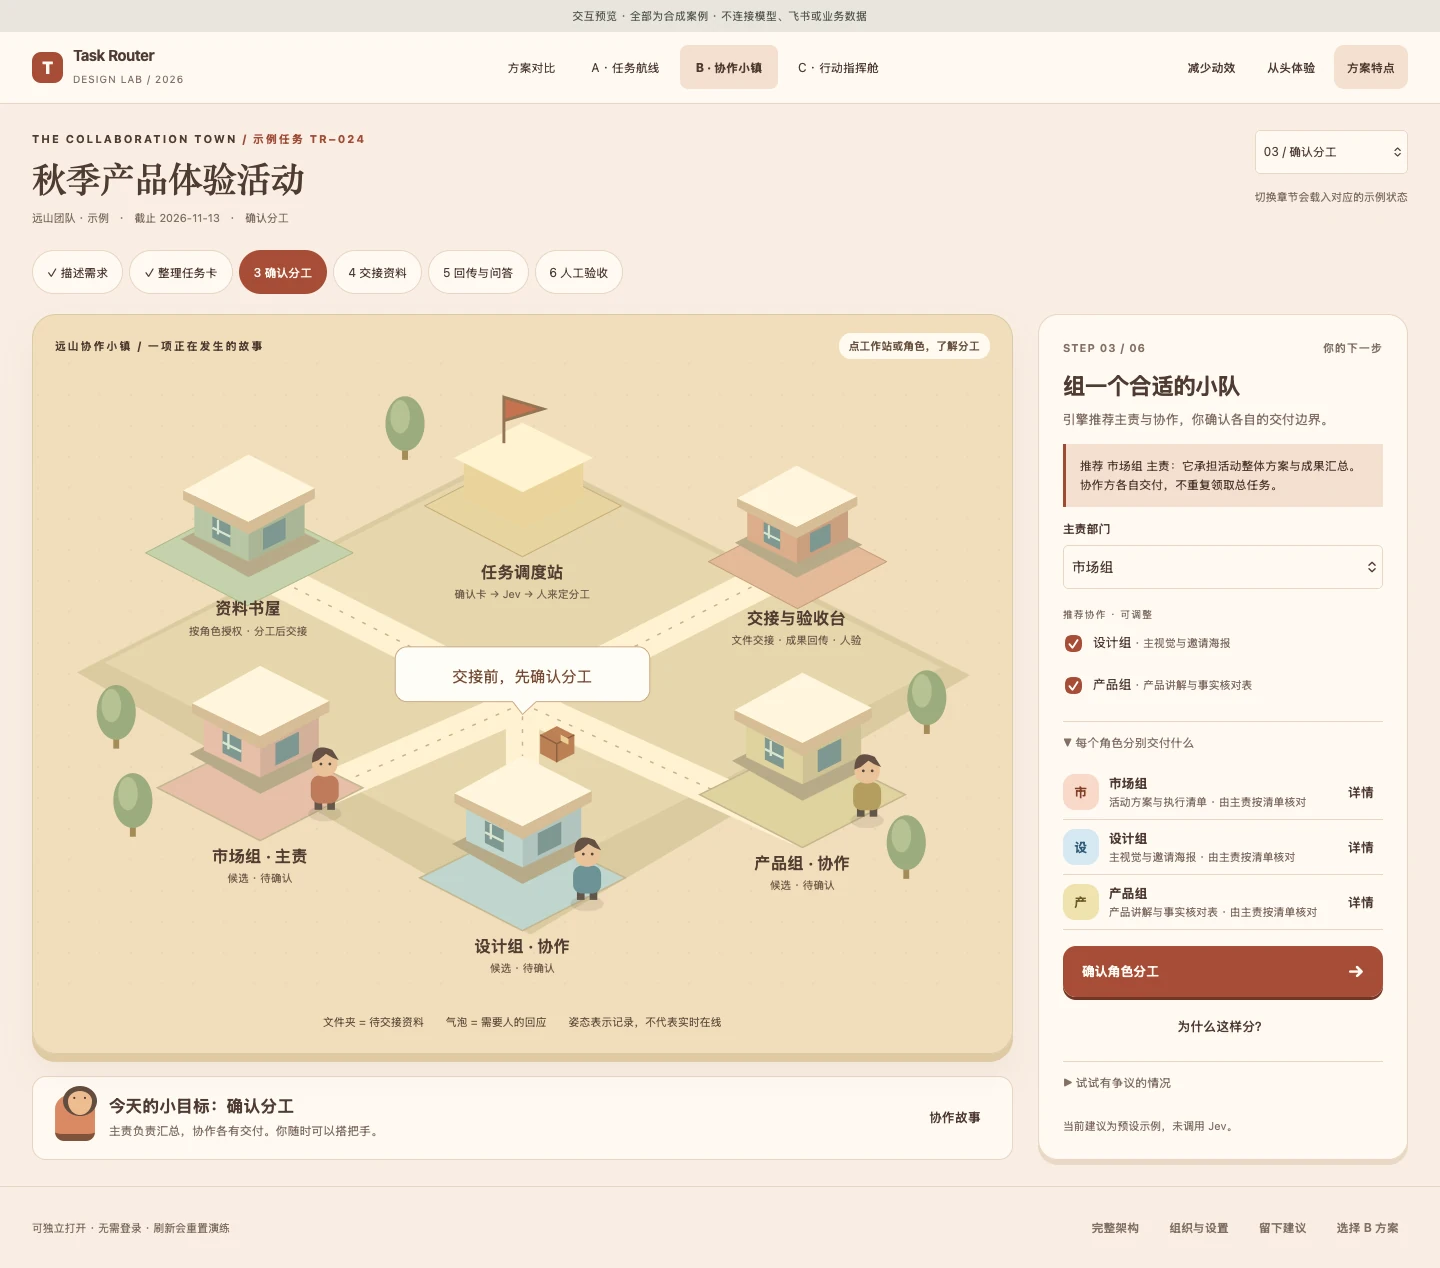 交互预览 · 全部为合成案例 · 不连接模型、飞书或业务数据
T
Task Router
DESIGN LAB / 2026
方案对比
A · 任务航线
B · 协作小镇
C · 行动指挥舱
减少动效
从头体验
方案特点
THE COLLABORATION TOWN / 示例任务 TR–024
秋季产品体验活动
远山团队 · 示例 · 截止 2026-11-13 · 确认分工
03 / 确认分工
切换章节会载入对应的示例状态
✓ 描述需求
✓ 整理任务卡
3 确认分工
4 交接资料
5 回传与问答
6 人工验收
远山协作小镇 / 一项正在发生的故事
点工作站或角色，了解分工
任务调度站
确认卡 → Jev → 人来定分工
资料书屋
按角色授权 · 分工后交接
交接与验收台
文件交接 · 成果回传 · 人验
交接前，先确认分工
市场组 · 主责
候选 · 待确认
产品组 · 协作
候选 · 待确认
设计组 · 协作
候选 · 待确认
文件夹 = 待交接资料
气泡 = 需要人的回应
姿态表示记录，不代表实时在线
今天的小目标：确认分工
主责负责汇总，协作各有交付。你随时可以搭把手。
协作故事
STEP 03 / 06
你的下一步
组一个合适的小队
引擎推荐主责与协作，你确认各自的交付边界。
推荐 市场组 主责：它承担活动整体方案与成果汇总。
协作方各自交付，不重复领取总任务。
主责部门
市场组
推荐协作 · 可调整
设计组 · 主视觉与邀请海报
产品组 · 产品讲解与事实核对表
▼ 每个角色分别交付什么
市
市场组
活动方案与执行清单 · 由主责按清单核对
详情
设
设计组
主视觉与邀请海报 · 由主责按清单核对
详情
产
产品组
产品讲解与事实核对表 · 由主责按清单核对
详情
确认角色分工 →
为什么这样分？
▶ 试试有争议的情况
当前建议为预设示例，未调用 Jev。
可独立打开 · 无需登录 · 刷新会重置演练
完整架构
组织与设置
留下建议
选择 B 方案